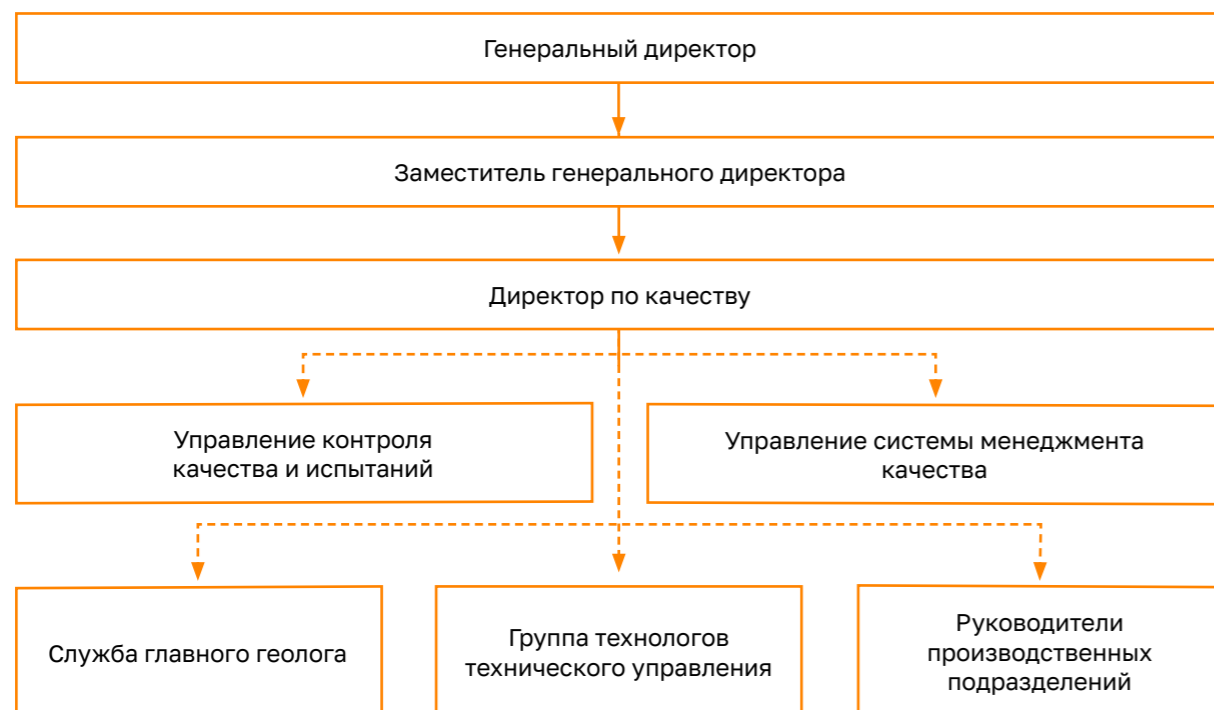 Генеральный директор
Заместитель генерального директора
Директор по качеству
Управление контроля
качества и испытаний
Управление системы менеджмента
качества
Служба главного геолога
Группа технологов
технического управления
Руководители
производственных
подразделений